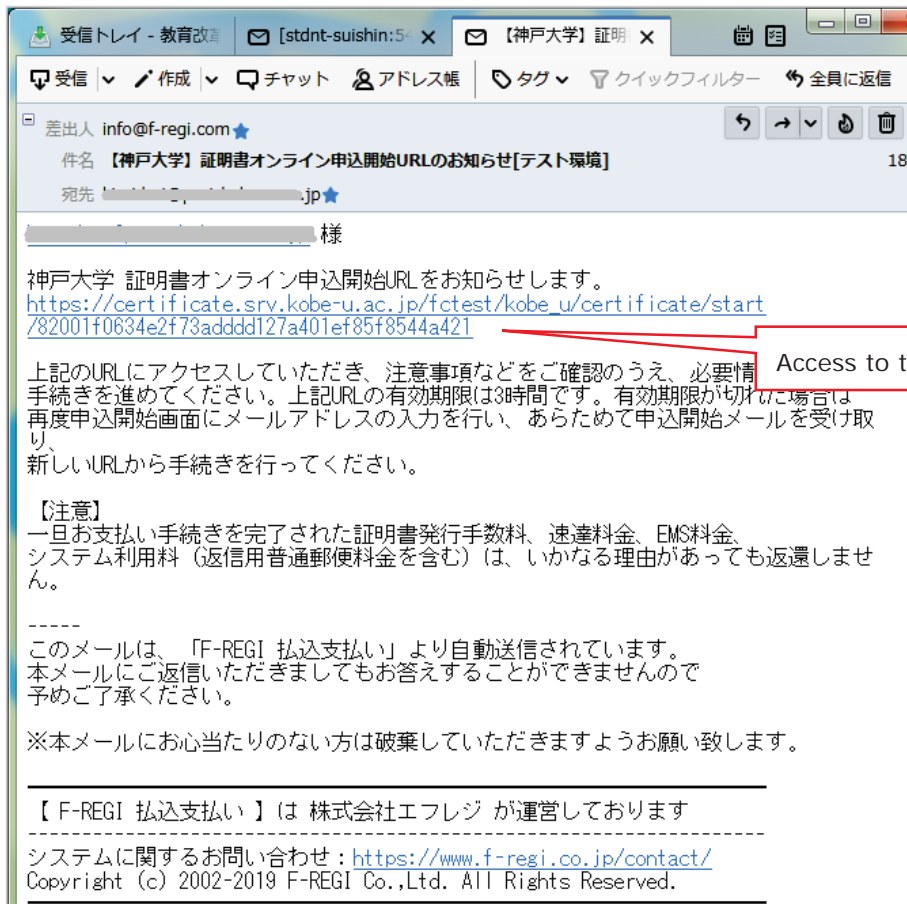 受信トレイ - 教育改革
[stdnt-suishin:54
【神戸大学】証明
受信
作成
チャット
アドレス帳
タグ
クイックフィルター
全員に返信
差出人 info@f-regi.com
件名 【神戸大学】証明書オンライン申込開始URLのお知らせ[テスト環境]
18
宛先 .jp
様
神戸大学 証明書オンライン申込開始URLをお知らせします。
https://certificate.srv.kobe-u.ac.jp/fctest/kobe_u/certificate/start
/82001f0634e2f73adddd127a401ef85f8544a421
Access to t
上記のURLにアクセスしていただき、注意事項などをご確認のうえ、必要情
手続きを進めてください。上記URLの有効期限は3時間です。有効期限が切れた場合は
再度申込開始画面にメールアドレスの入力を行い、あらためて申込開始メールを受け取
り、
新しいURLから手続きを行ってください。
【注意】
一旦お支払い手続きを完了された証明書発行手数料、速達料金、EMS料金、
システム利用料（返信用普通郵便料金を含む）は、いかなる理由があっても返還しませ
ん。
-----
このメールは、「F-REGI 払込支払い」より自動送信されています。
本メールにご返信いただきましてもお答えすることができませんので
予めご了承ください。
※本メールにお心当たりのない方は破棄していただきますようお願い致します。
【 F-REGI 払込支払い 】は 株式会社エフレジ が運営しております
システムに関するお問い合わせ：https://www.f-regi.co.jp/contact/
Copyright (c) 2002-2019 F-REGI Co.,Ltd. All Rights Reserved.